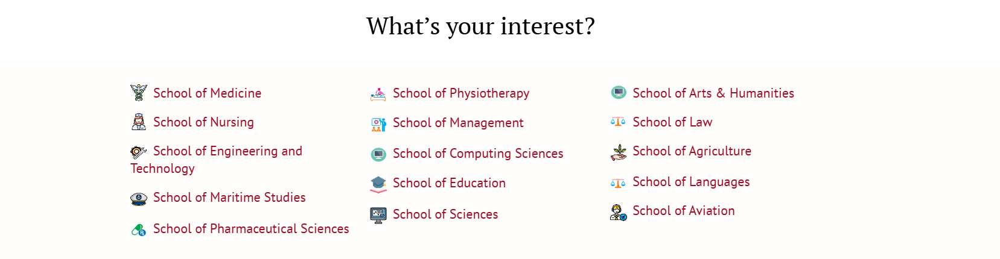 What’s your interest?
School of Medicine
School of Nursing
School of Engineering and
Technology
School of Maritime Studies
School of Pharmaceutical Sciences
School of Physiotherapy
School of Management
School of Computing Sciences
School of Education
School of Sciences
School of Arts & Humanities
School of Law
School of Agriculture
School of Languages
School of Aviation